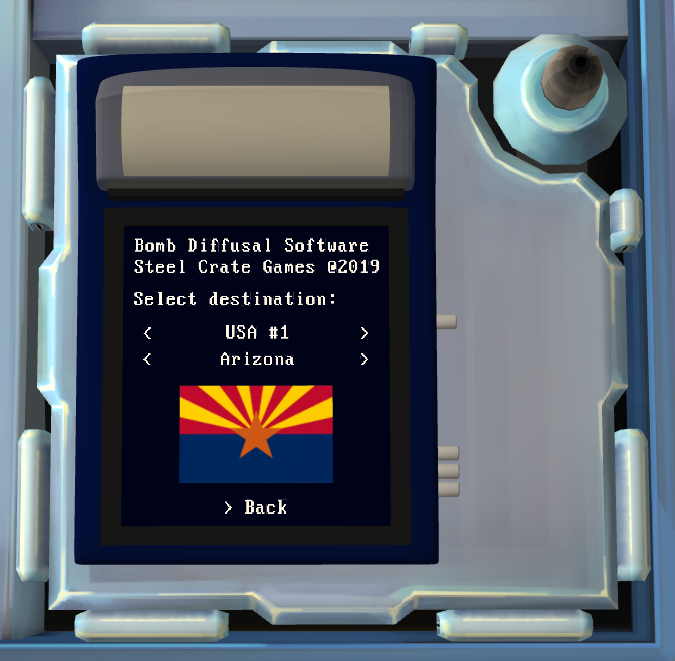 Bomb Diffusal Software
Steel Crate Games @2019
Select destination:
< USA #1 >
< Arizona >
> Back